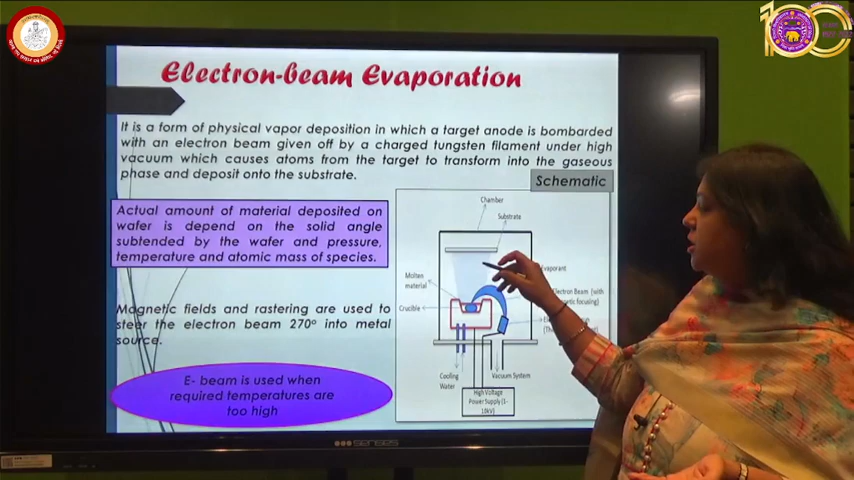 Electron-beam Evaporation
It is a form of physical vapor deposition in which a target anode is bombarded
with an electron beam given off by a charged tungsten filament under high
vacuum which causes atoms from the target to transform into the gaseous
phase and deposit onto the substrate.
Schematic
Actual amount of material deposited on
wafer is depend on the solid angle
subtended by the wafer and pressure,
temperature and atomic mass of species.
Magnetic fields and rastering are used to
steer the electron beam 270° into metal
source.
E- beam is used when
required temperatures are
too high
Chamber
Substrate
Evaporant
Molten
material
Electron Beam (with
focusing)
Crucible
Cooling
Water
Vacuum System
High Voltage
Power Supply (1-
10kV)
100